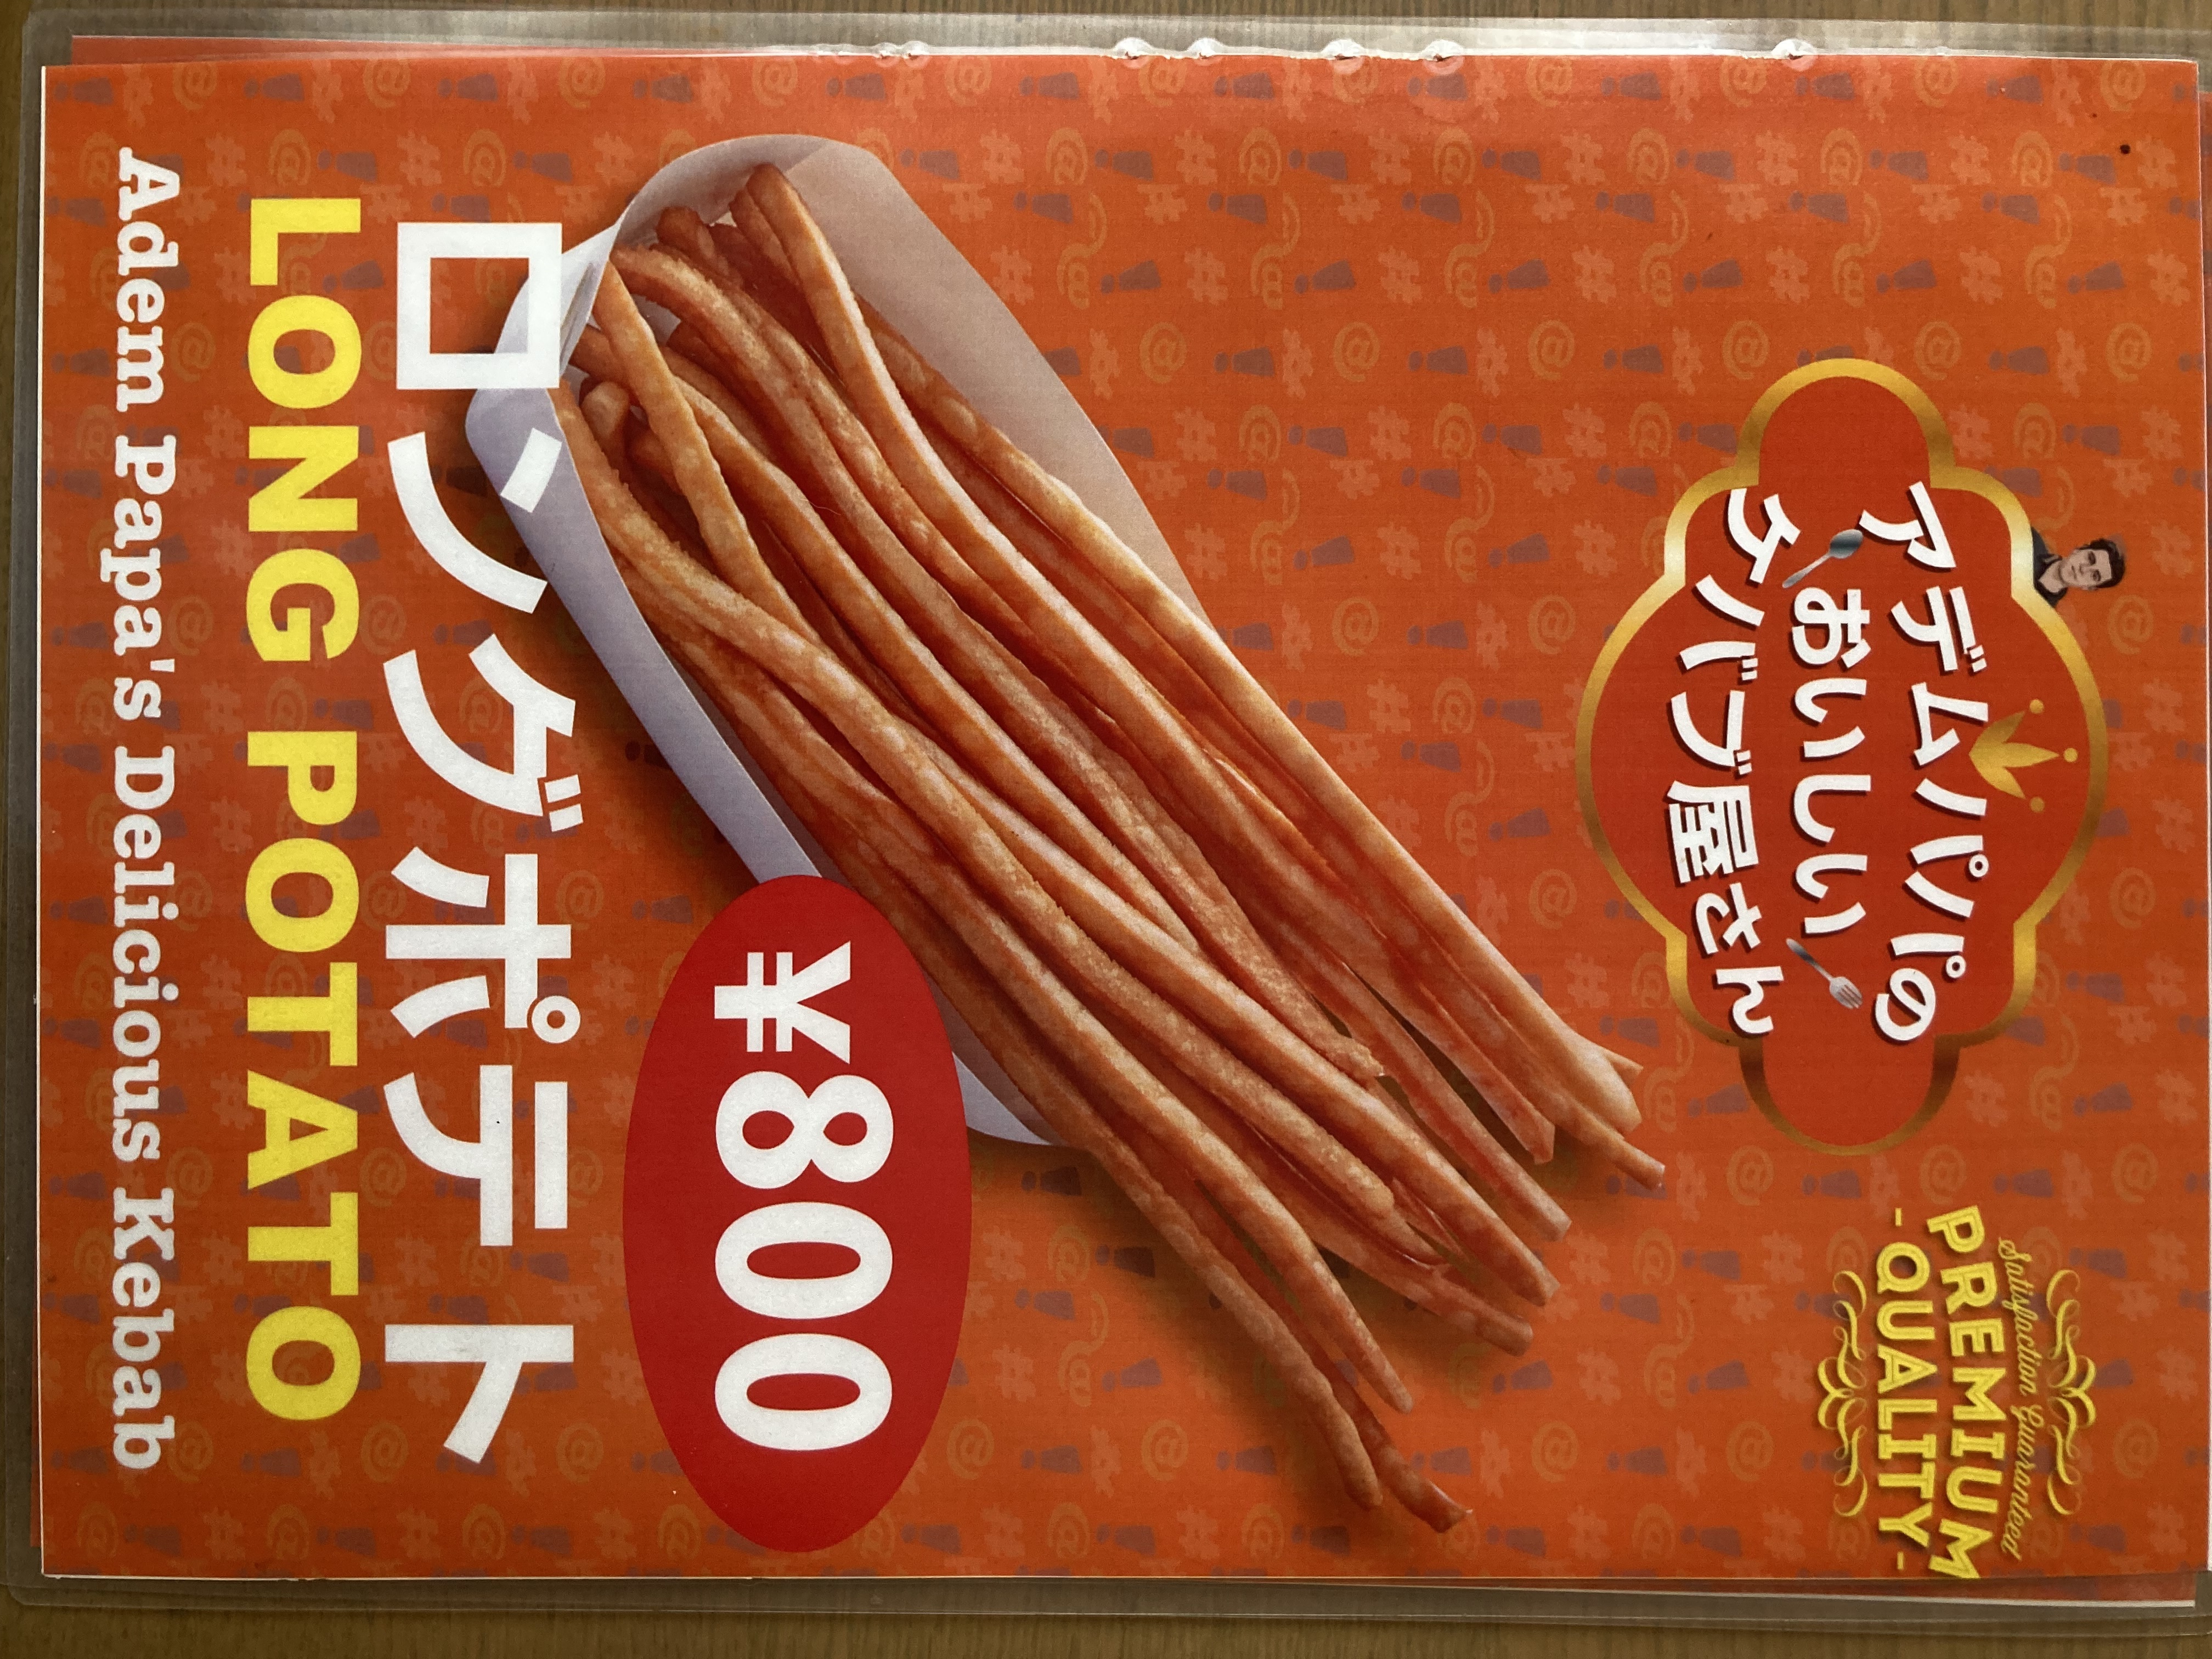 アデムパパの
おいしい
ケバブ屋さん
Satisfaction Guaranteed
PREMIUM
- QUALITY -
¥800
ロングポテト
LONG POTATO
Adem Papa's Delicious Kebab